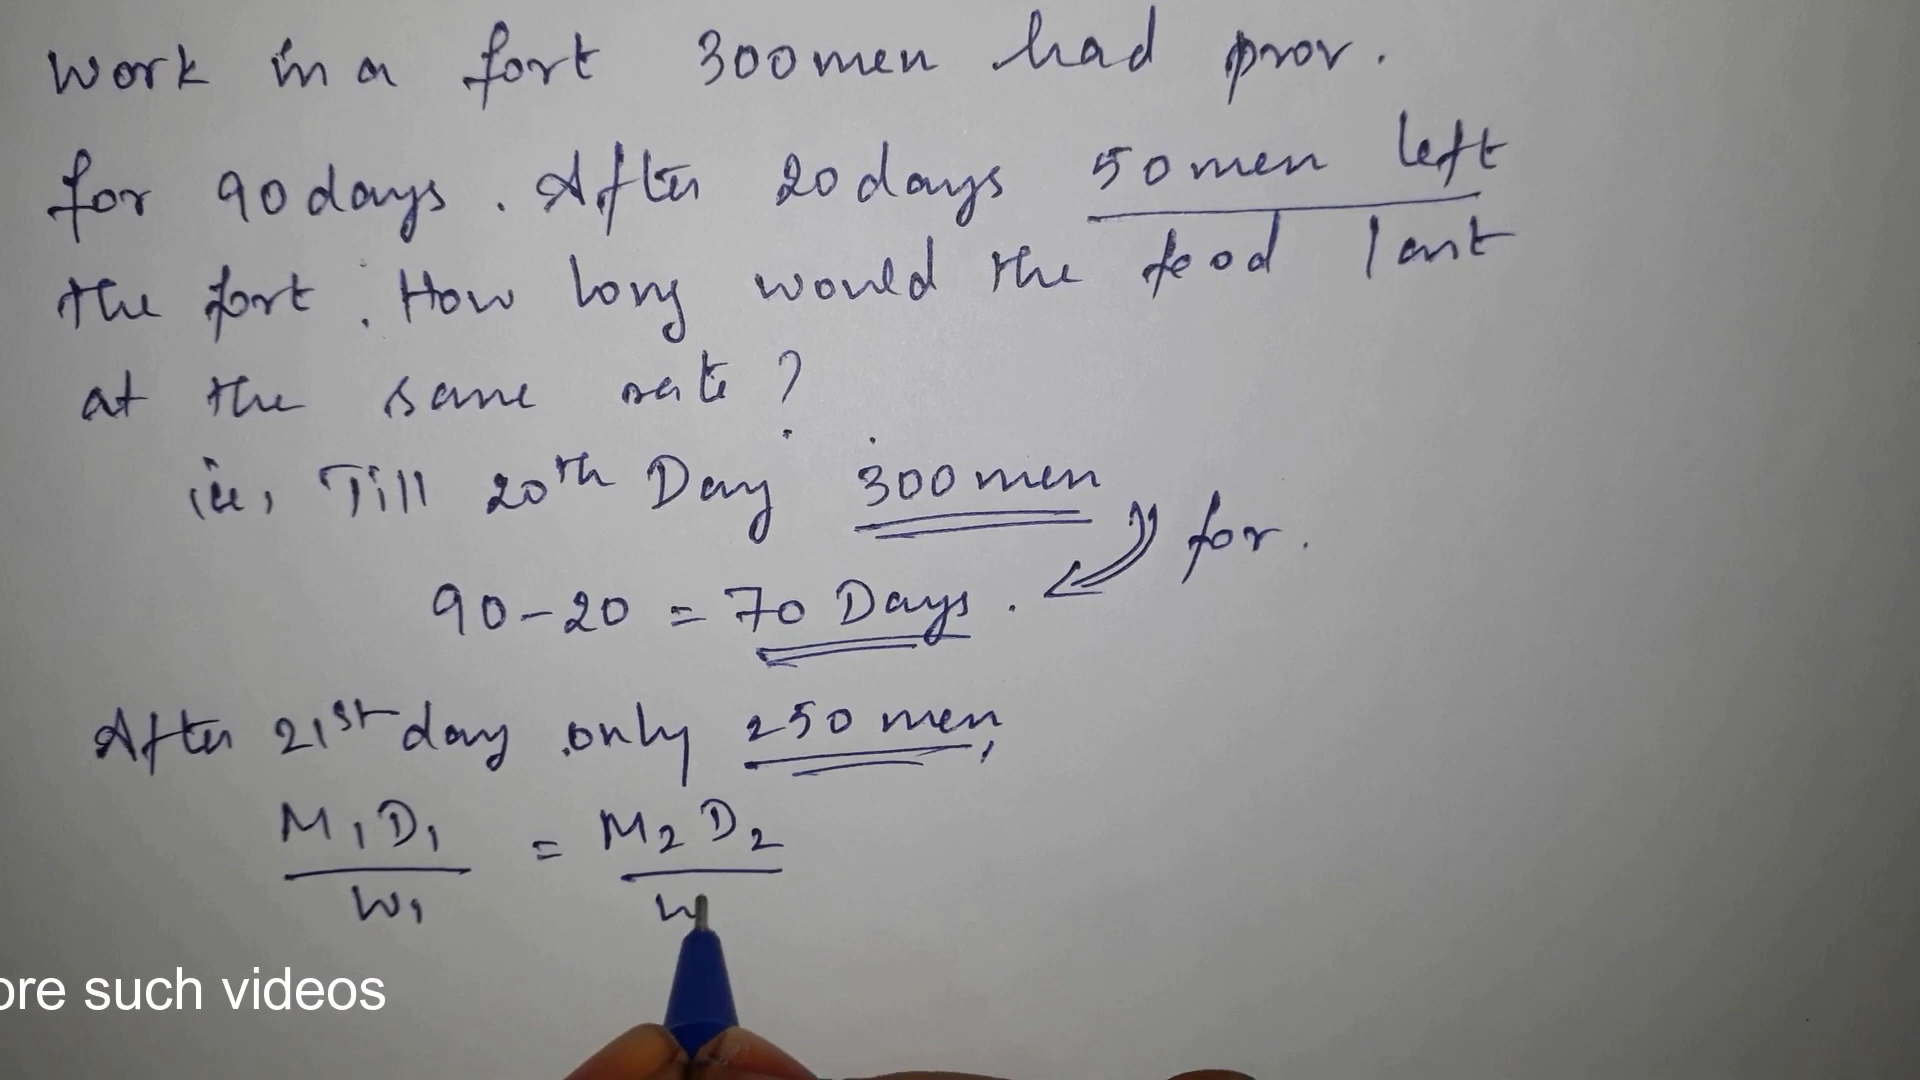 Work in a fort 300 men had prov.
for 90 days. After 20 days 50 men left
the fort. How long would the food last
at the same rate?
ie, Till 20th Day 300 men
for.
90-20 = 70 Days.
After 21st day only 250 men,
M1D1 = M2D2
W1 W
ore such videos